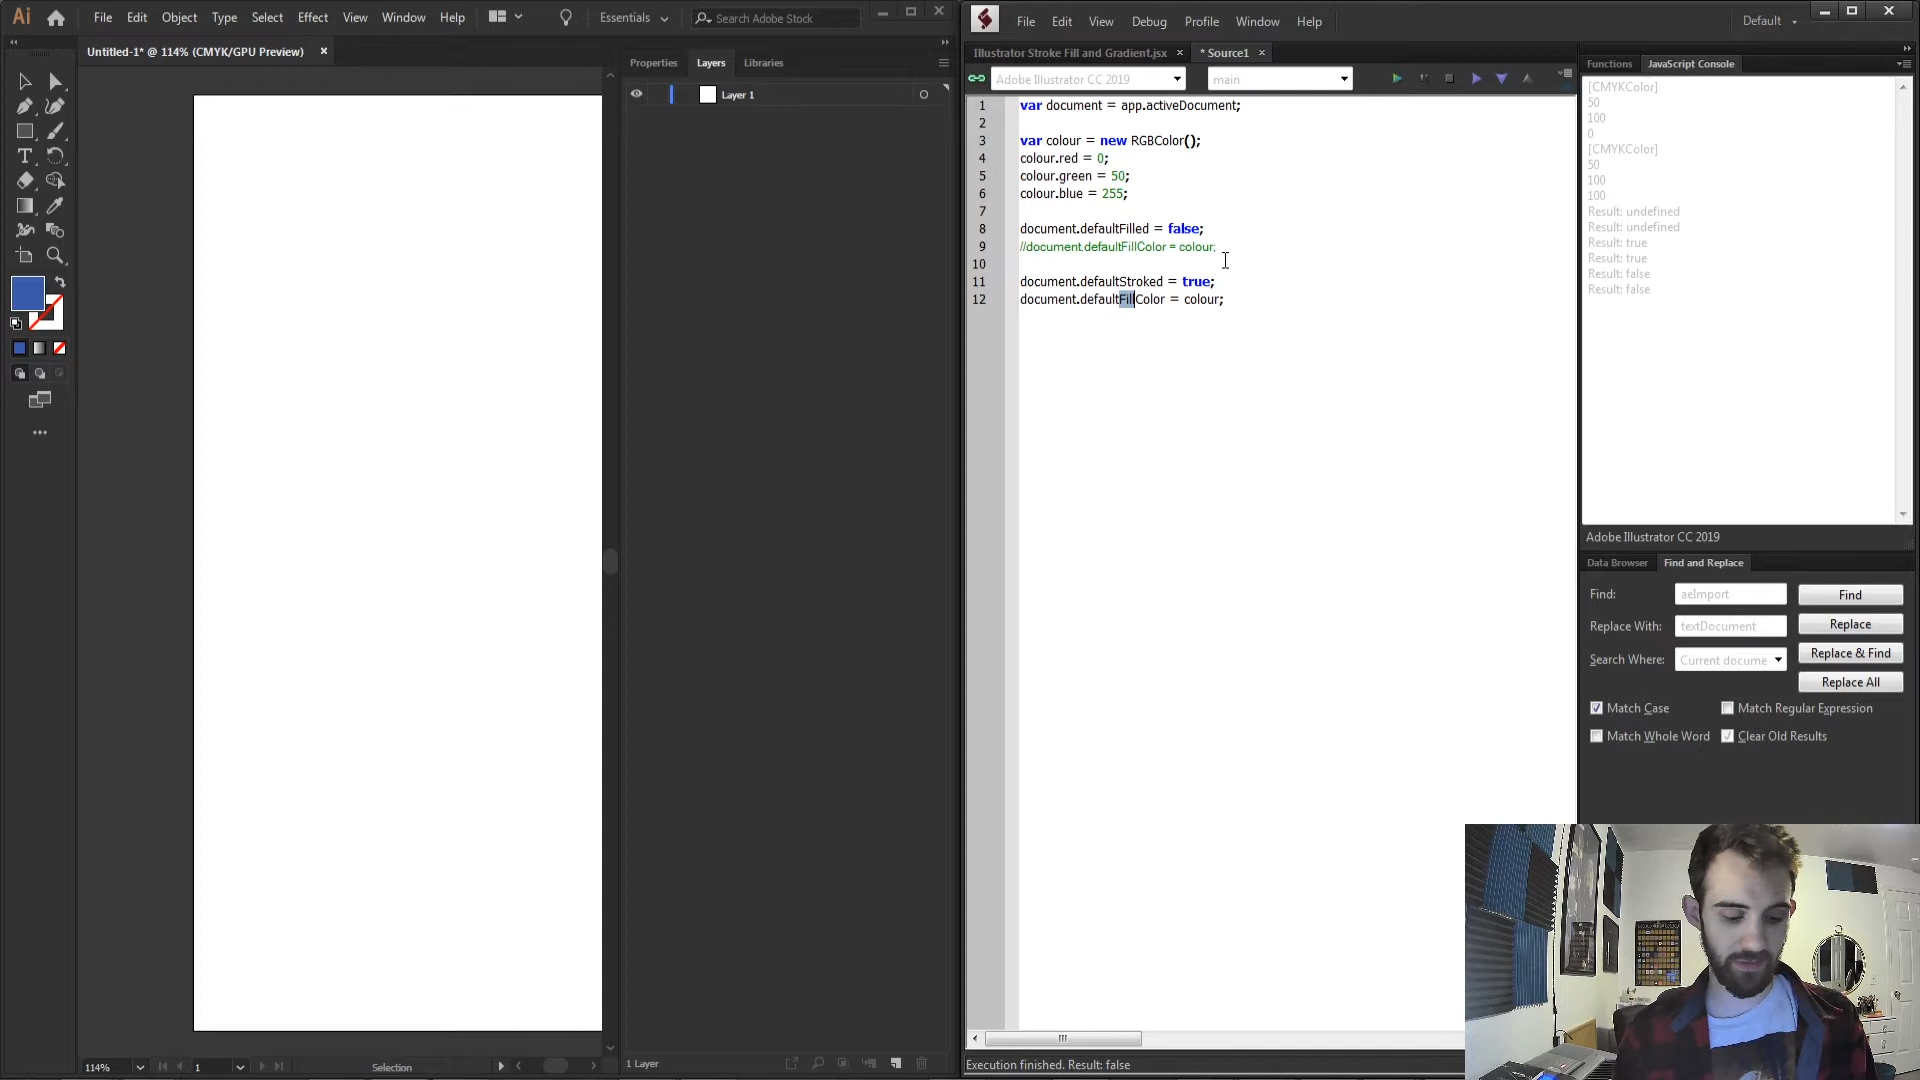 Ai File Edit Object Type Select Effect View Window Help Essentials Search Adobe Stock
Untitled-1* @ 114% (CMYK/GPU Preview)
Properties Layers Libraries
Layer 1
114% 1 Selection
1 Layer
File Edit View Debug Profile Window Help Default
Illustrator Stroke Fill and Gradient.jsx * Source1
Adobe Illustrator CC 2019 main
1 var document = app.activeDocument;
2
3 var colour = new RGBColor();
4 colour.red = 0;
5 colour.green = 50;
6 colour.blue = 255;
7
8 document.defaultFilled = false;
9 //document.defaultFillColor = colour;
10
11 document.defaultStroked = true;
12 document.defaultFillColor = colour;
Execution finished. Result: false
Functions JavaScript Console
[CMYKColor]
50
100
0
[CMYKColor]
50
100
100
Result: undefined
Result: undefined
Result: true
Result: true
Result: false
Result: false
Adobe Illustrator CC 2019
Data Browser Find and Replace
Find: aeImport Find
Replace With: textDocument Replace
Search Where: Current docume Replace & Find
Replace All
Match Case Match Regular Expression
Match Whole Word Clear Old Results